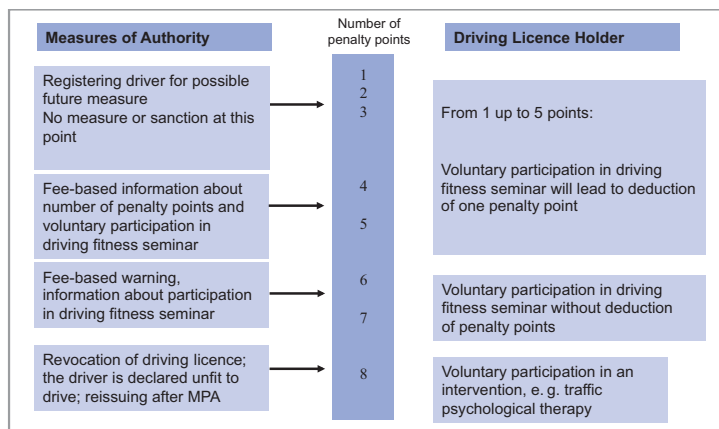 Measures of Authority
Number of
penalty points
Driving Licence Holder
Registering driver for possible
future measure
No measure or sanction at this
point
1
2
3
From 1 up to 5 points:
Voluntary participation in driving
fitness seminar will lead to deduction
of one penalty point
Fee-based information about
number of penalty points and
voluntary participation in
driving fitness seminar
4
5
Fee-based warning,
information about participation
in driving fitness seminar
6
7
Voluntary participation in driving
fitness seminar without deduction
of penalty points
Revocation of driving licence;
the driver is declared unfit to
drive; reissuing after MPA
8
Voluntary participation in an
intervention, e. g. traffic
psychological therapy